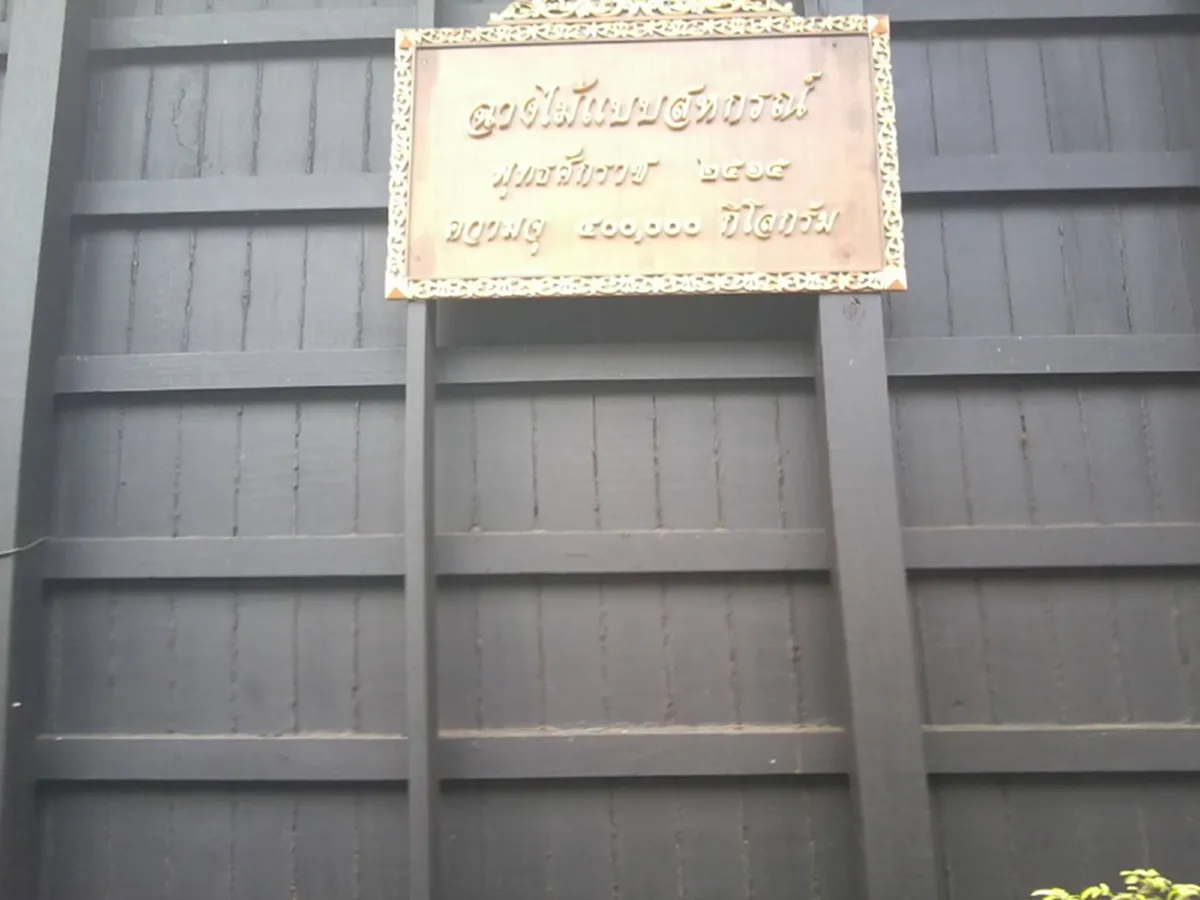 ฉางไม้แบบสหกรณ์
พุทธศักราช ๒๔๑๕
ความจุ ๔๐๐,๐๐๐ กิโลกรัม